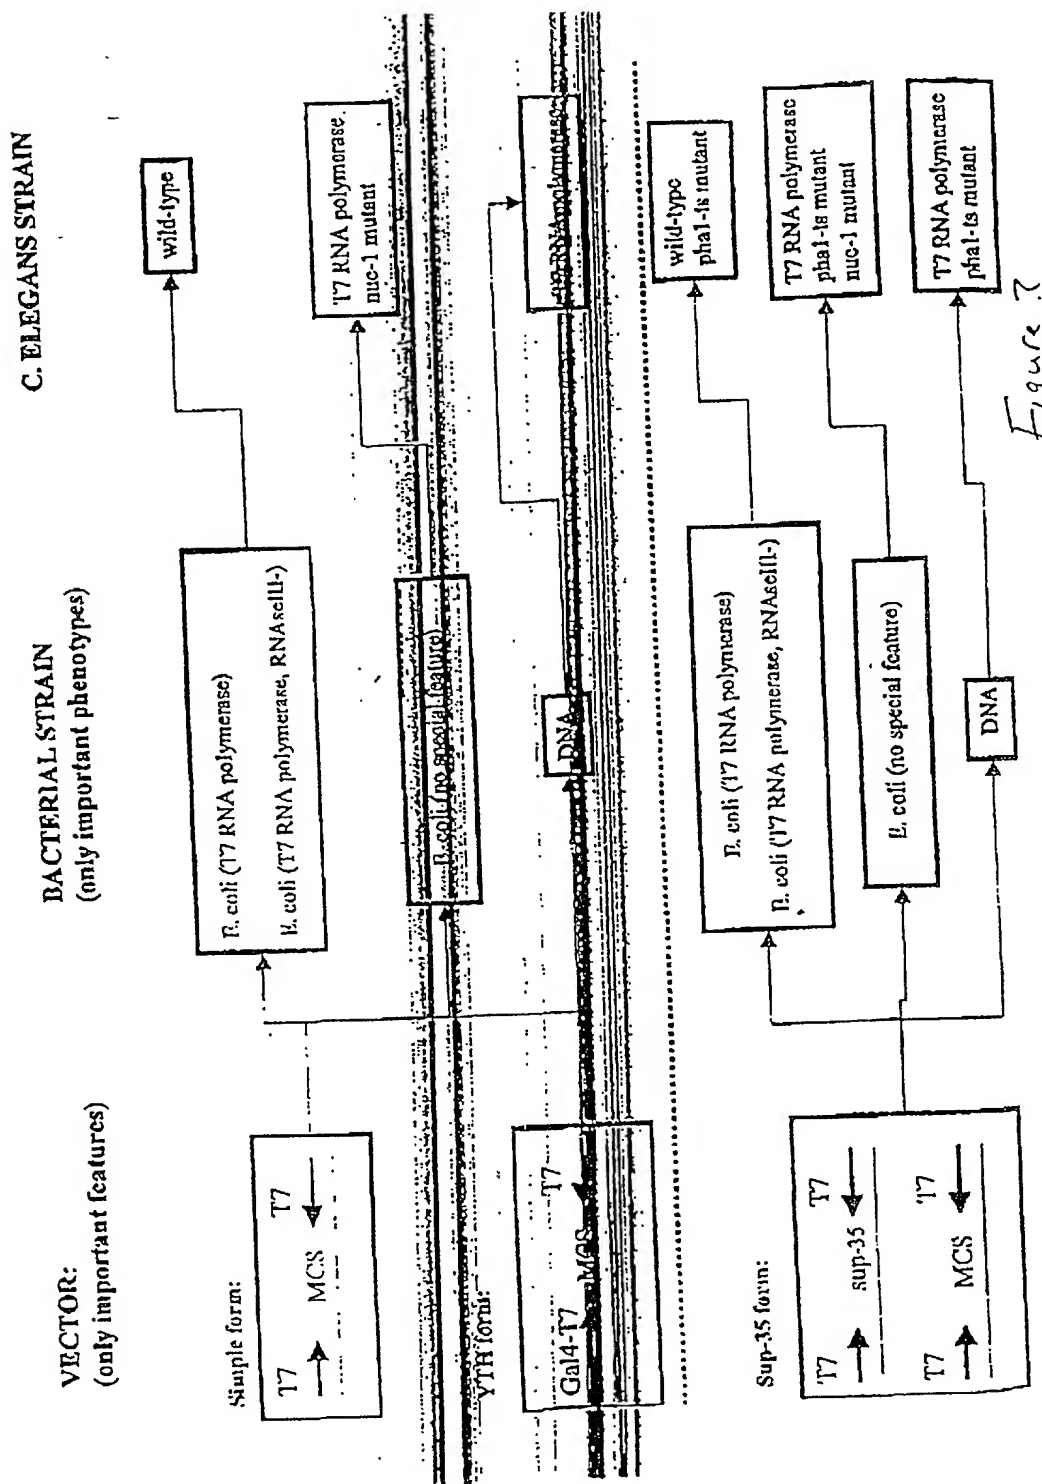 VECTOR:
(only important features)
BACTERIAL STRAIN
(only important phenotypes)
C. ELEGANS STRAIN
Simple form:
T7 T7
MCS
E. coli (T7 RNA polymerase)
E. coli (T7 RNA polymerase, RNAseIII-)
wild-type
E. coli (no special feature)
T7 RNA polymerase
nuc-1 mutant
YTH form:
Gal4-T7 T7
MCS
DNA
T7 RNA polymerase
Sup-35 form:
T7 T7
sup-35
T7 T7
MCS
E. coli (T7 RNA polymerase)
E. coli (T7 RNA polymerase, RNAseIII-)
wild-type
pha1-ts mutant
E. coli (no special feature)
T7 RNA polymerase
pha1-ts mutant
nuc-1 mutant
DNA
T7 RNA polymerase
pha1-ts mutant
Figure